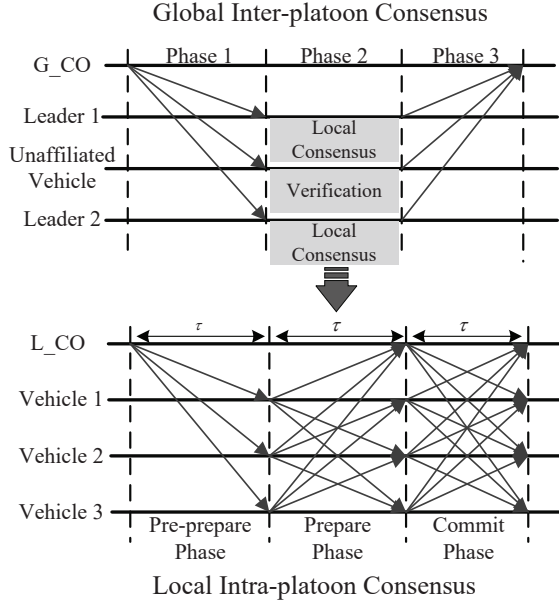 Global Inter-platoon Consensus
Phase 1 Phase 2 Phase 3
G_CO
Leader 1
Local
Consensus
Unaffiliated
Vehicle
Verification
Leader 2
Local
Consensus
τ τ τ
L_CO
Vehicle 1
Vehicle 2
Vehicle 3
Pre-prepare Prepare Commit
Phase Phase Phase
Local Intra-platoon Consensus